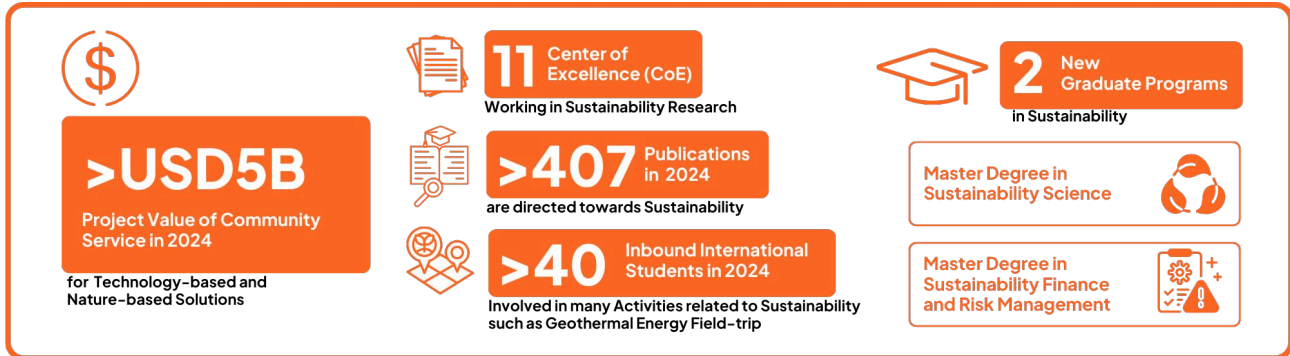 $
>USD5B
Project Value of Community
Service in 2024
for Technology-based and
Nature-based Solutions
11 Center of
Excellence (CoE)
Working in Sustainability Research
>407 Publications
in 2024
are directed towards Sustainability
>40 Inbound International
Students in 2024
Involved in many Activities related to Sustainability
such as Geothermal Energy Field-trip
2 New
Graduate Programs
in Sustainability
Master Degree in
Sustainability Science
Master Degree in
Sustainability Finance
and Risk Management